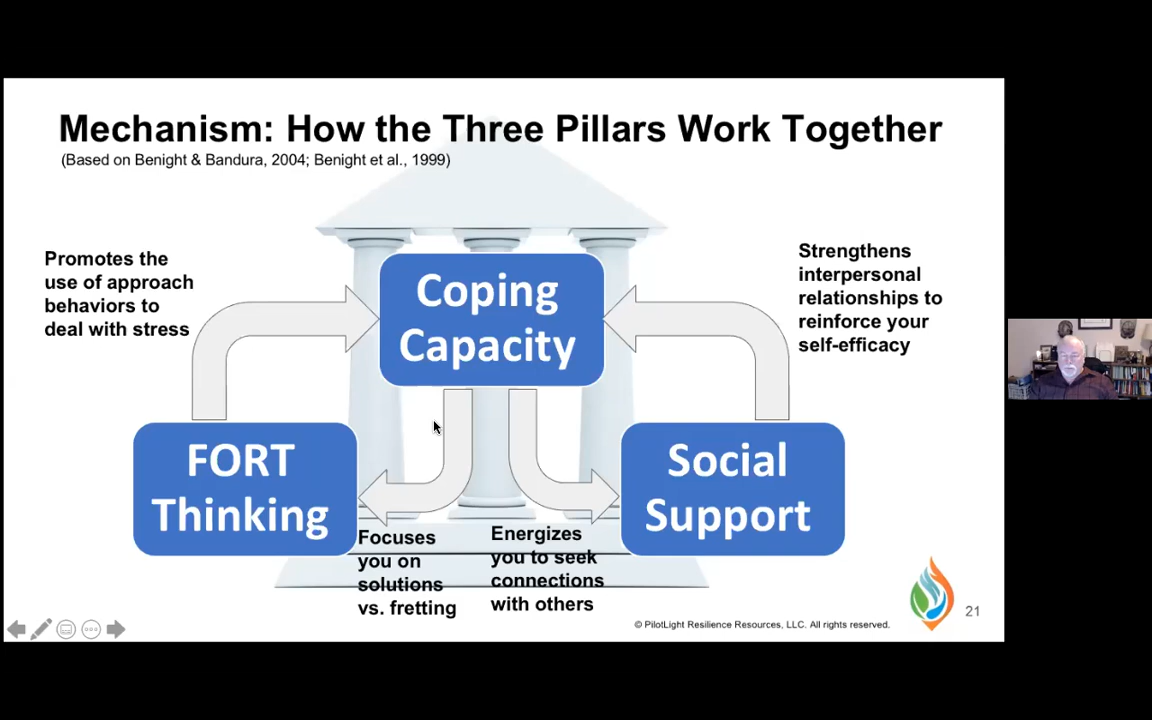 Mechanism: How the Three Pillars Work Together
(Based on Benight & Bandura, 2004; Benight et al., 1999)
Promotes the
use of approach
behaviors to
deal with stress
Coping
Capacity
Strengthens
interpersonal
relationships to
reinforce your
self-efficacy
FORT
Thinking
Social
Support
Focuses
you on
solutions
vs. fretting
Energizes
you to seek
connections
with others
© PilotLight Resilience Resources, LLC. All rights reserved.
21